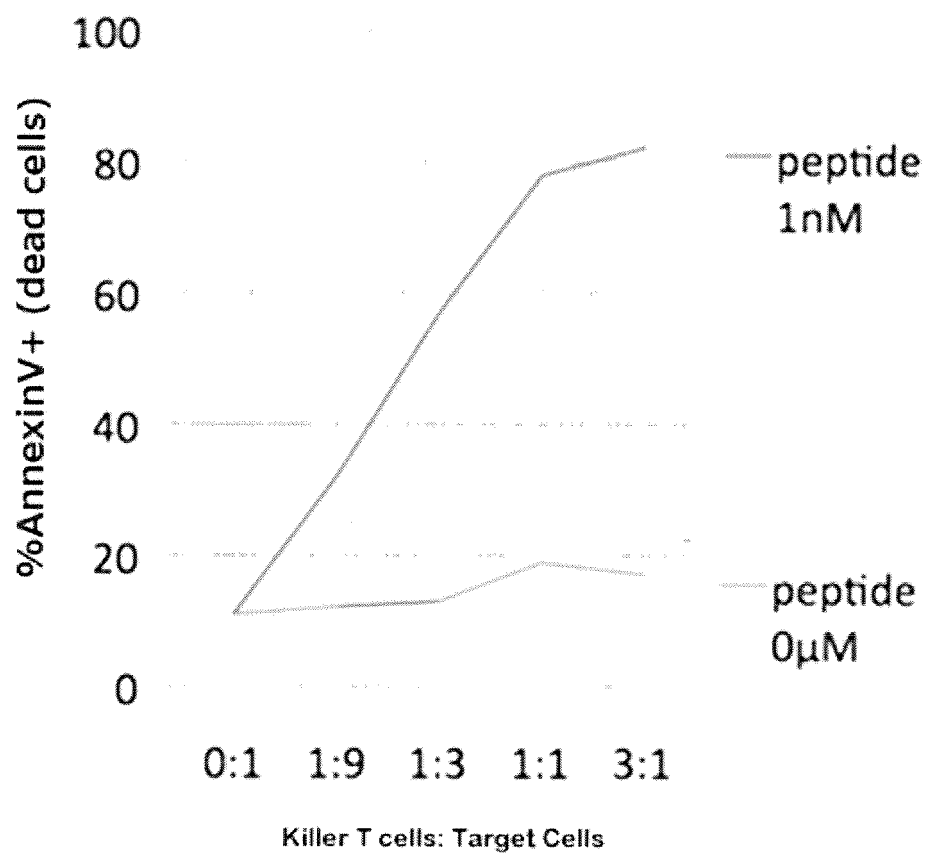 100
80
60
40
20
0
%AnnexinV+ (dead cells)
0:1 1:9 1:3 1:1 3:1
Killer T cells: Target Cells
peptide
1nM
peptide
0µM